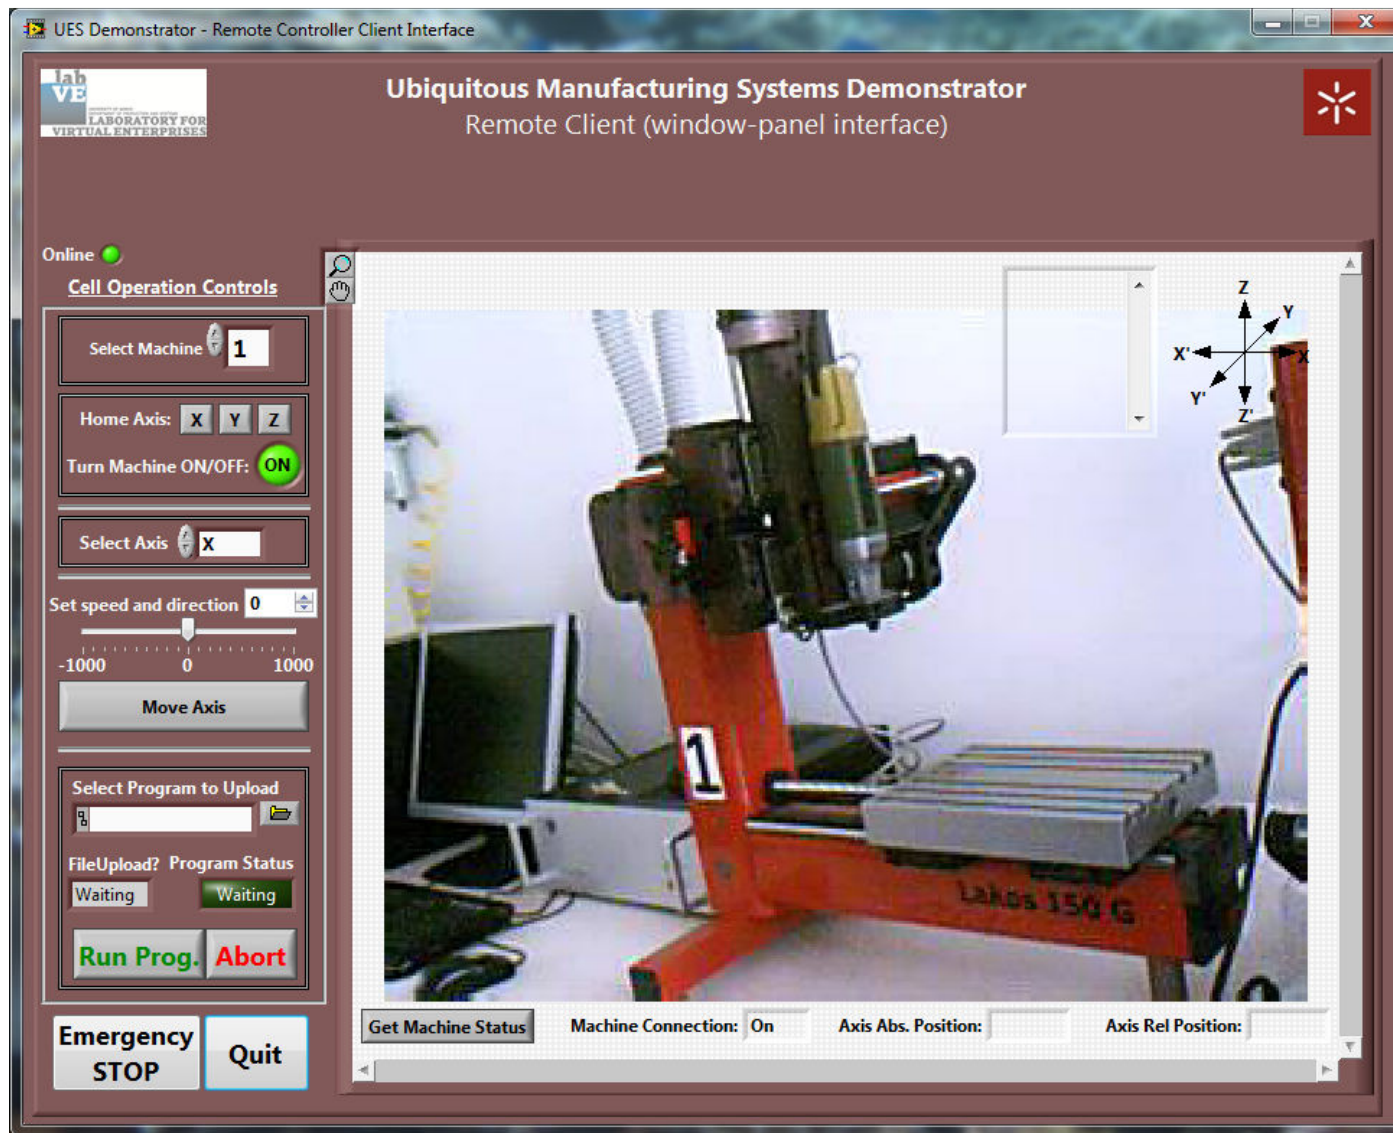 UES Demonstrator - Remote Controller Client Interface
lab
VE
LABORATORY FOR
VIRTUAL ENTERPRISES
Ubiquitous Manufacturing Systems Demonstrator
Remote Client (window-panel interface)
Online
Cell Operation Controls
Select Machine 1
Home Axis: X Y Z
Turn Machine ON/OFF: ON
Select Axis X
Set speed and direction 0
-1000 0 1000
Move Axis
Select Program to Upload
FileUpload? Program Status
Waiting Waiting
Run Prog. Abort
Emergency
STOP
Quit
Z
Y
X' X
Y'
Z'
1
Lakos 150 G
Get Machine Status Machine Connection: On Axis Abs. Position: Axis Rel Position: